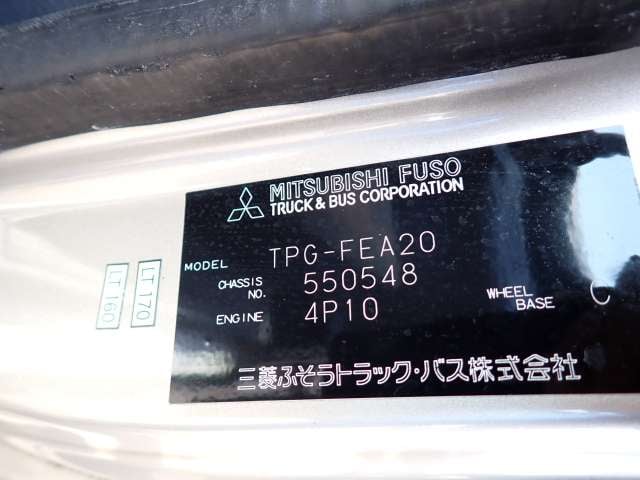 MITSUBISHI FUSO
TRUCK & BUS CORPORATION
MODEL TPG-FEA20
CHASSIS NO. 550548
ENGINE 4P10
WHEEL BASE C
三菱ふそうトラック・バス株式会社
LT 160
LT 170